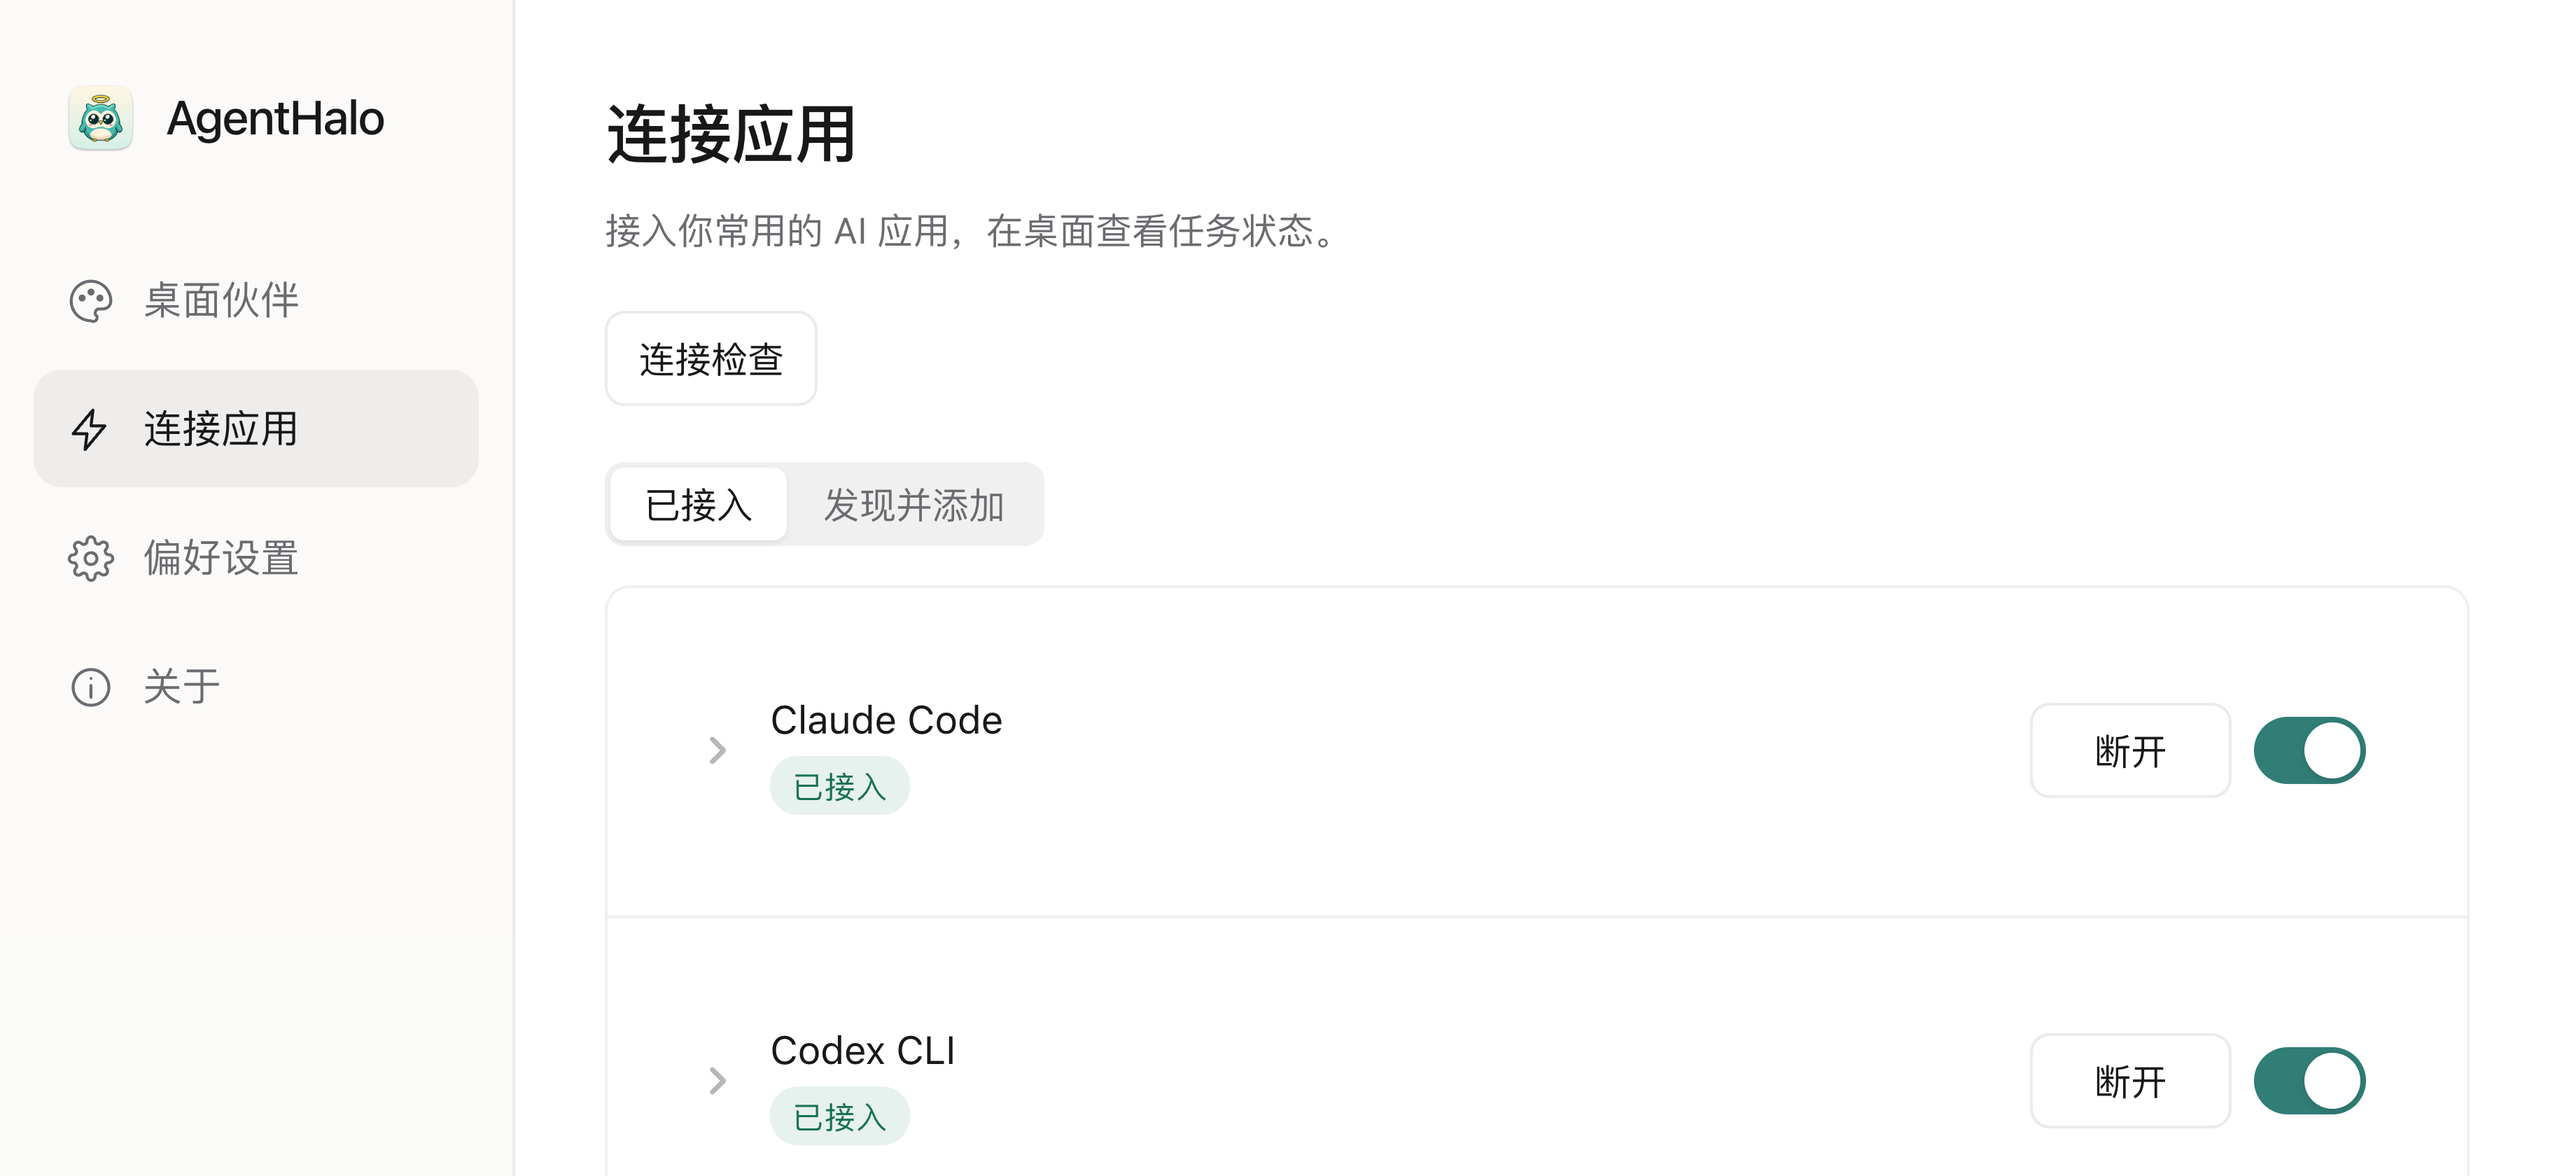 AgentHalo
桌面伙伴
连接应用
偏好设置
关于
连接应用
接入你常用的 AI 应用，在桌面查看任务状态。
连接检查
已接入
发现并添加
Claude Code
已接入
断开
Codex CLI
已接入
断开